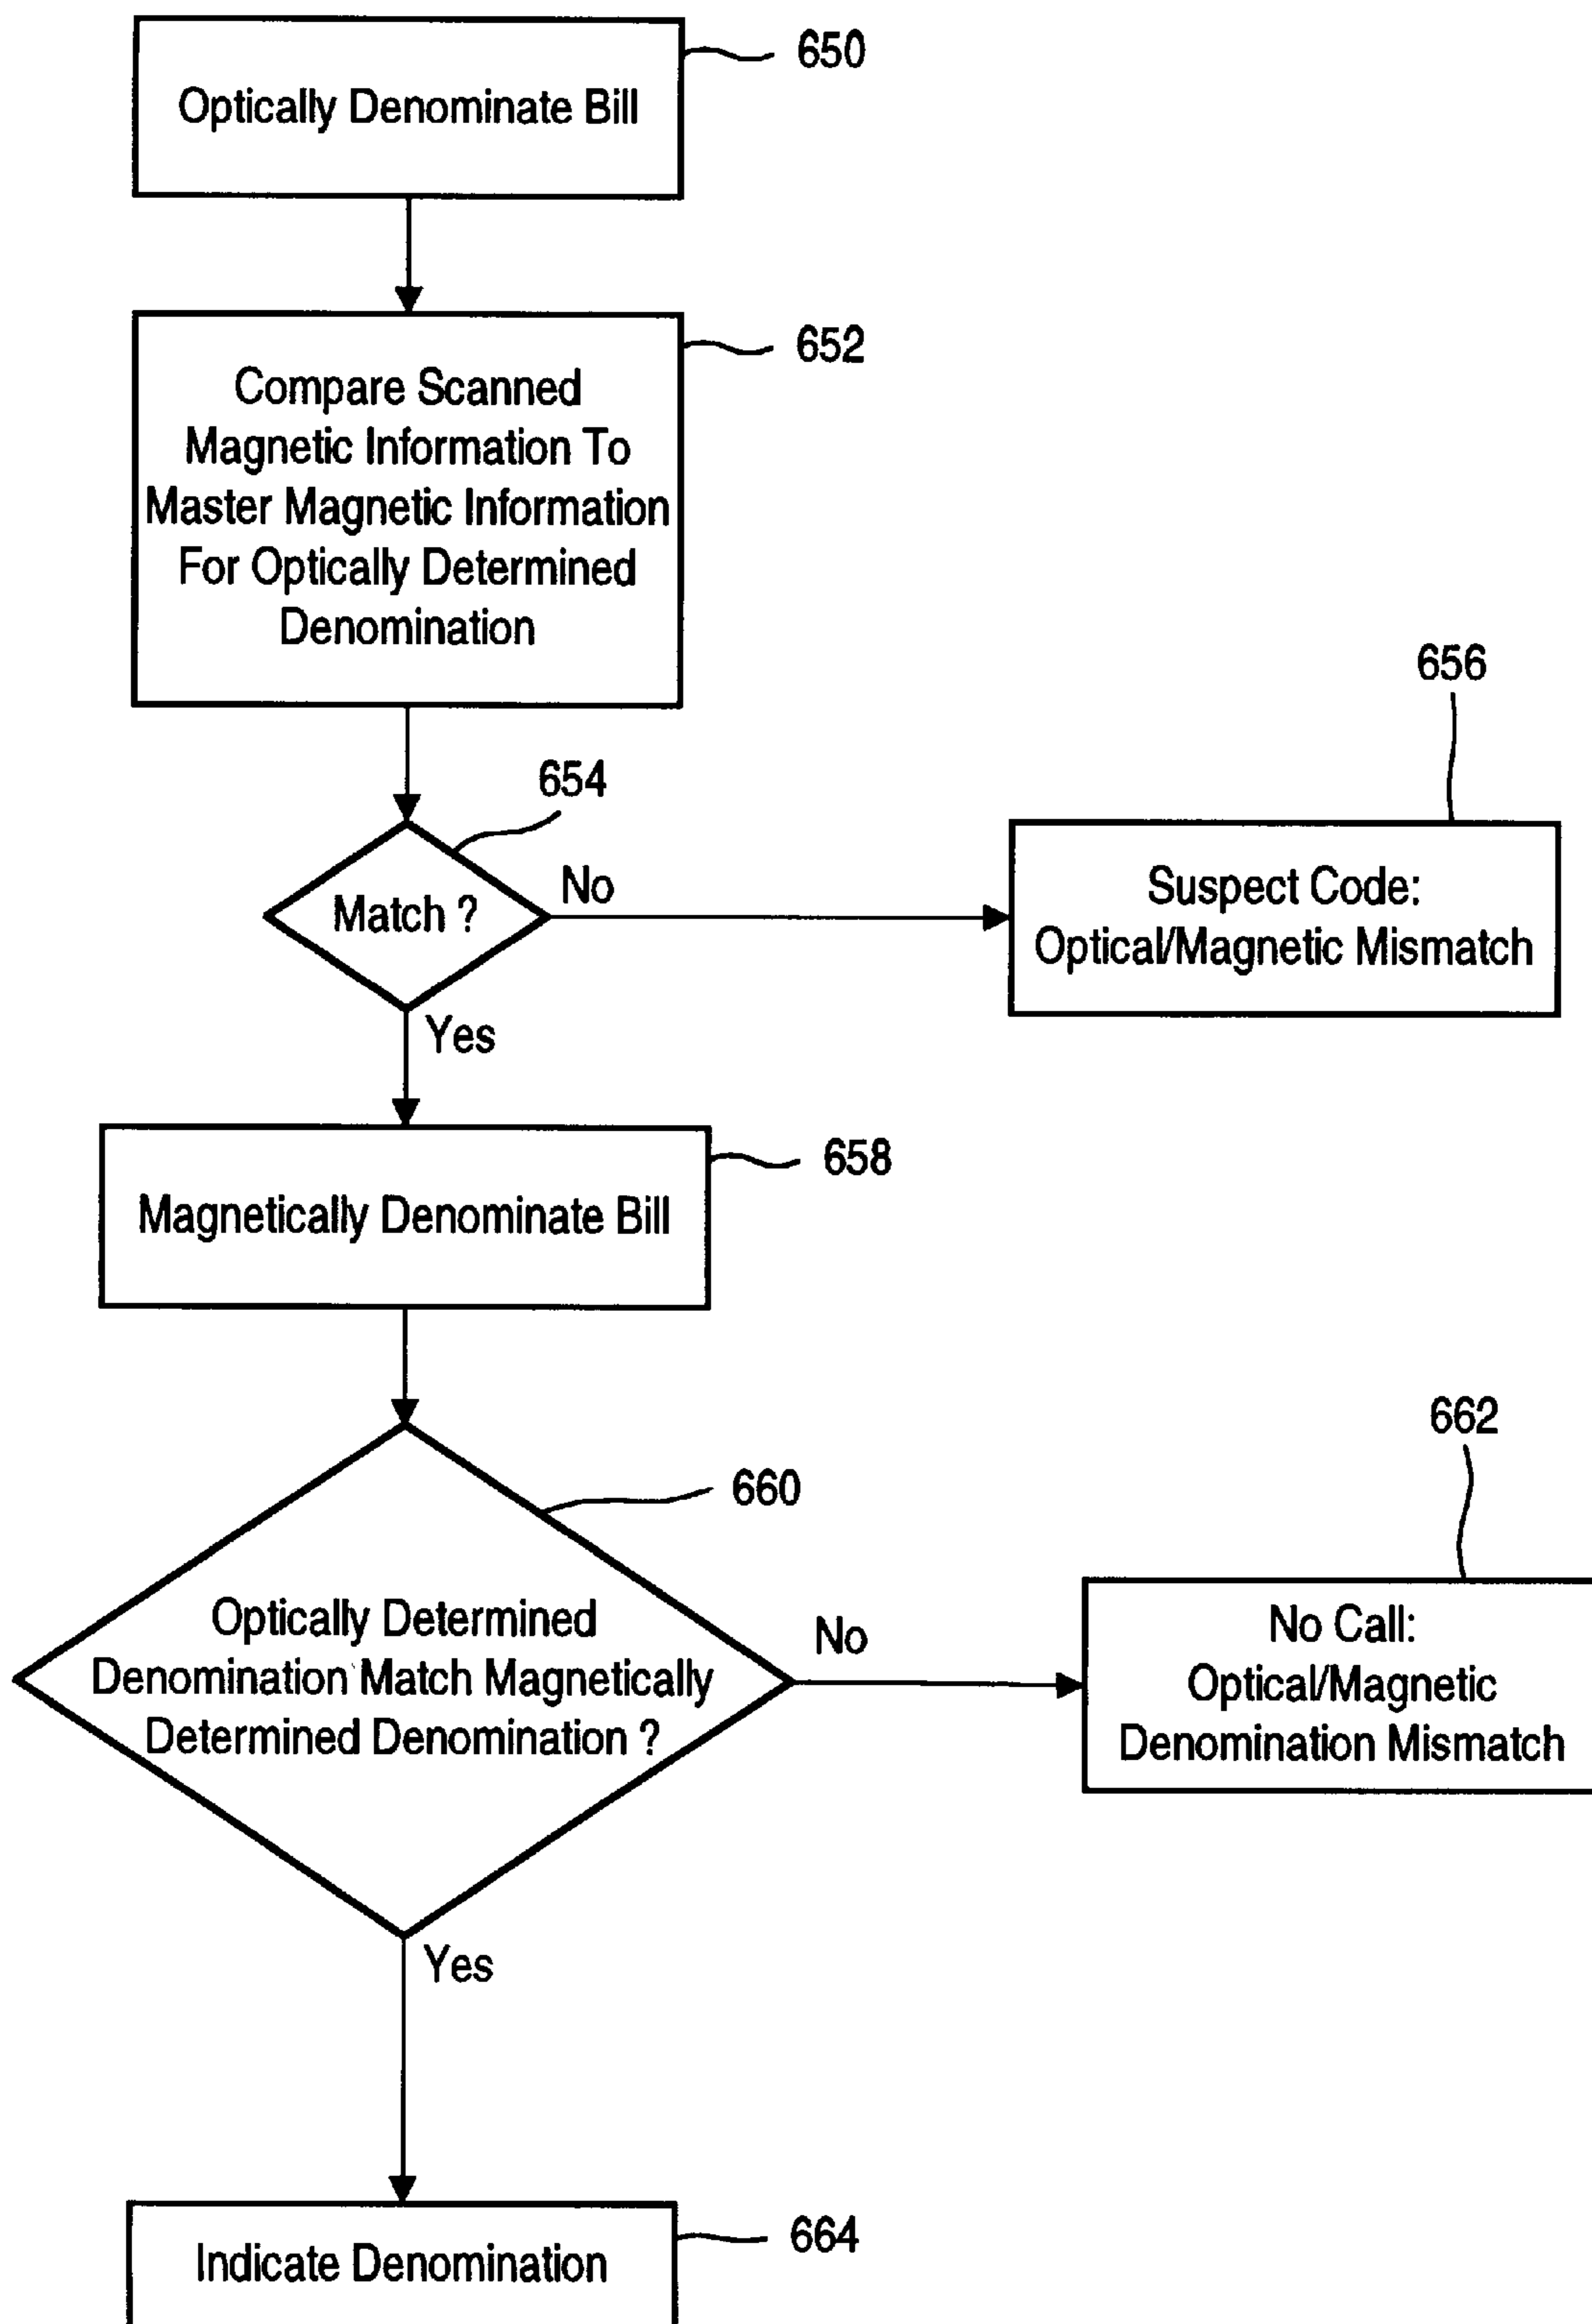 650
Optically Denominate Bill
652
Compare Scanned
Magnetic Information To
Master Magnetic Information
For Optically Determined
Denomination
654
Match ?
No
656
Suspect Code:
Optical/Magnetic Mismatch
Yes
658
Magnetically Denominate Bill
660
Optically Determined
Denomination Match Magnetically
Determined Denomination ?
No
662
No Call:
Optical/Magnetic
Denomination Mismatch
Yes
664
Indicate Denomination